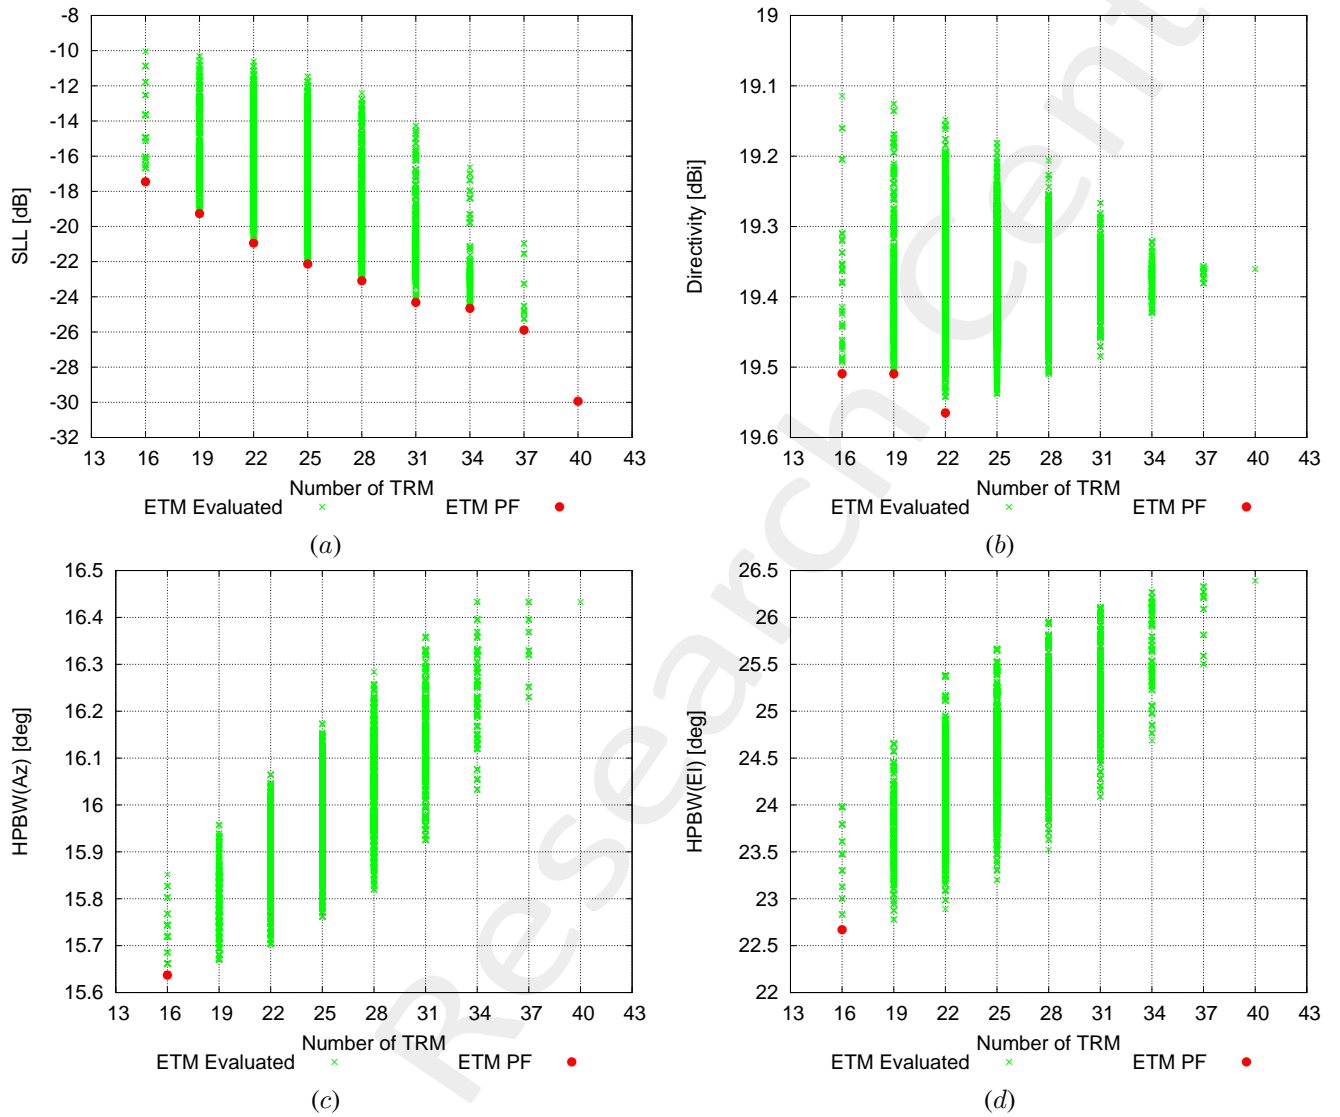 -8
-10
-12
-14
-16
-18
-20
-22
-24
-26
-28
-30
-32
SLL [dB]
13 16 19 22 25 28 31 34 37 40 43
Number of TRM
ETM Evaluated ETM PF
(a)
19
19.1
19.2
19.3
19.4
19.5
19.6
Directivity [dBi]
13 16 19 22 25 28 31 34 37 40 43
Number of TRM
ETM Evaluated ETM PF
(b)
16.5
16.4
16.3
16.2
16.1
16
15.9
15.8
15.7
15.6
HPBW(Az) [deg]
13 16 19 22 25 28 31 34 37 40 43
Number of TRM
ETM Evaluated ETM PF
(c)
26.5
26
25.5
25
24.5
24
23.5
23
22.5
22
HPBW(El) [deg]
13 16 19 22 25 28 31 34 37 40 43
Number of TRM
ETM Evaluated ETM PF
(d)
Research Cent